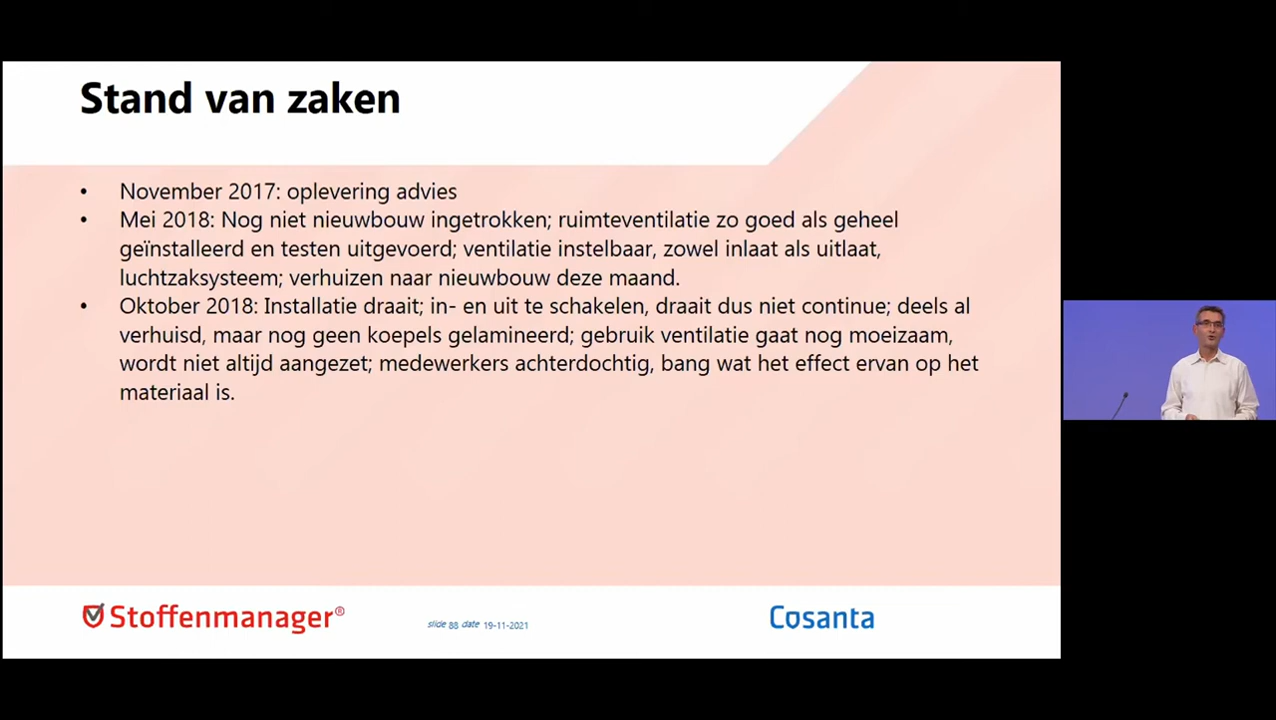 Stand van zaken
• November 2017: oplevering advies
• Mei 2018: Nog niet nieuwbouw ingetrokken; ruimteventilatie zo goed als geheel
geïnstalleerd en testen uitgevoerd; ventilatie instelbaar, zowel inlaat als uitlaat,
luchtzaksysteem; verhuizen naar nieuwbouw deze maand.
• Oktober 2018: Installatie draait; in- en uit te schakelen, draait dus niet continue; deels al
verhuisd, maar nog geen koepels gelamineerd; gebruik ventilatie gaat nog moeizaam,
wordt niet altijd aangezet; medewerkers achterdochtig, bang wat het effect ervan op het
materiaal is.
Stoffenmanager®
slide 88 date 19-11-2021
Cosanta